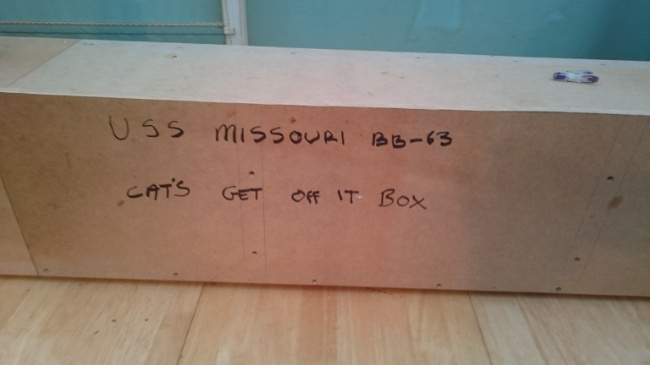 USS MISSOURI BB-63
CAT'S GET OFF IT BOX